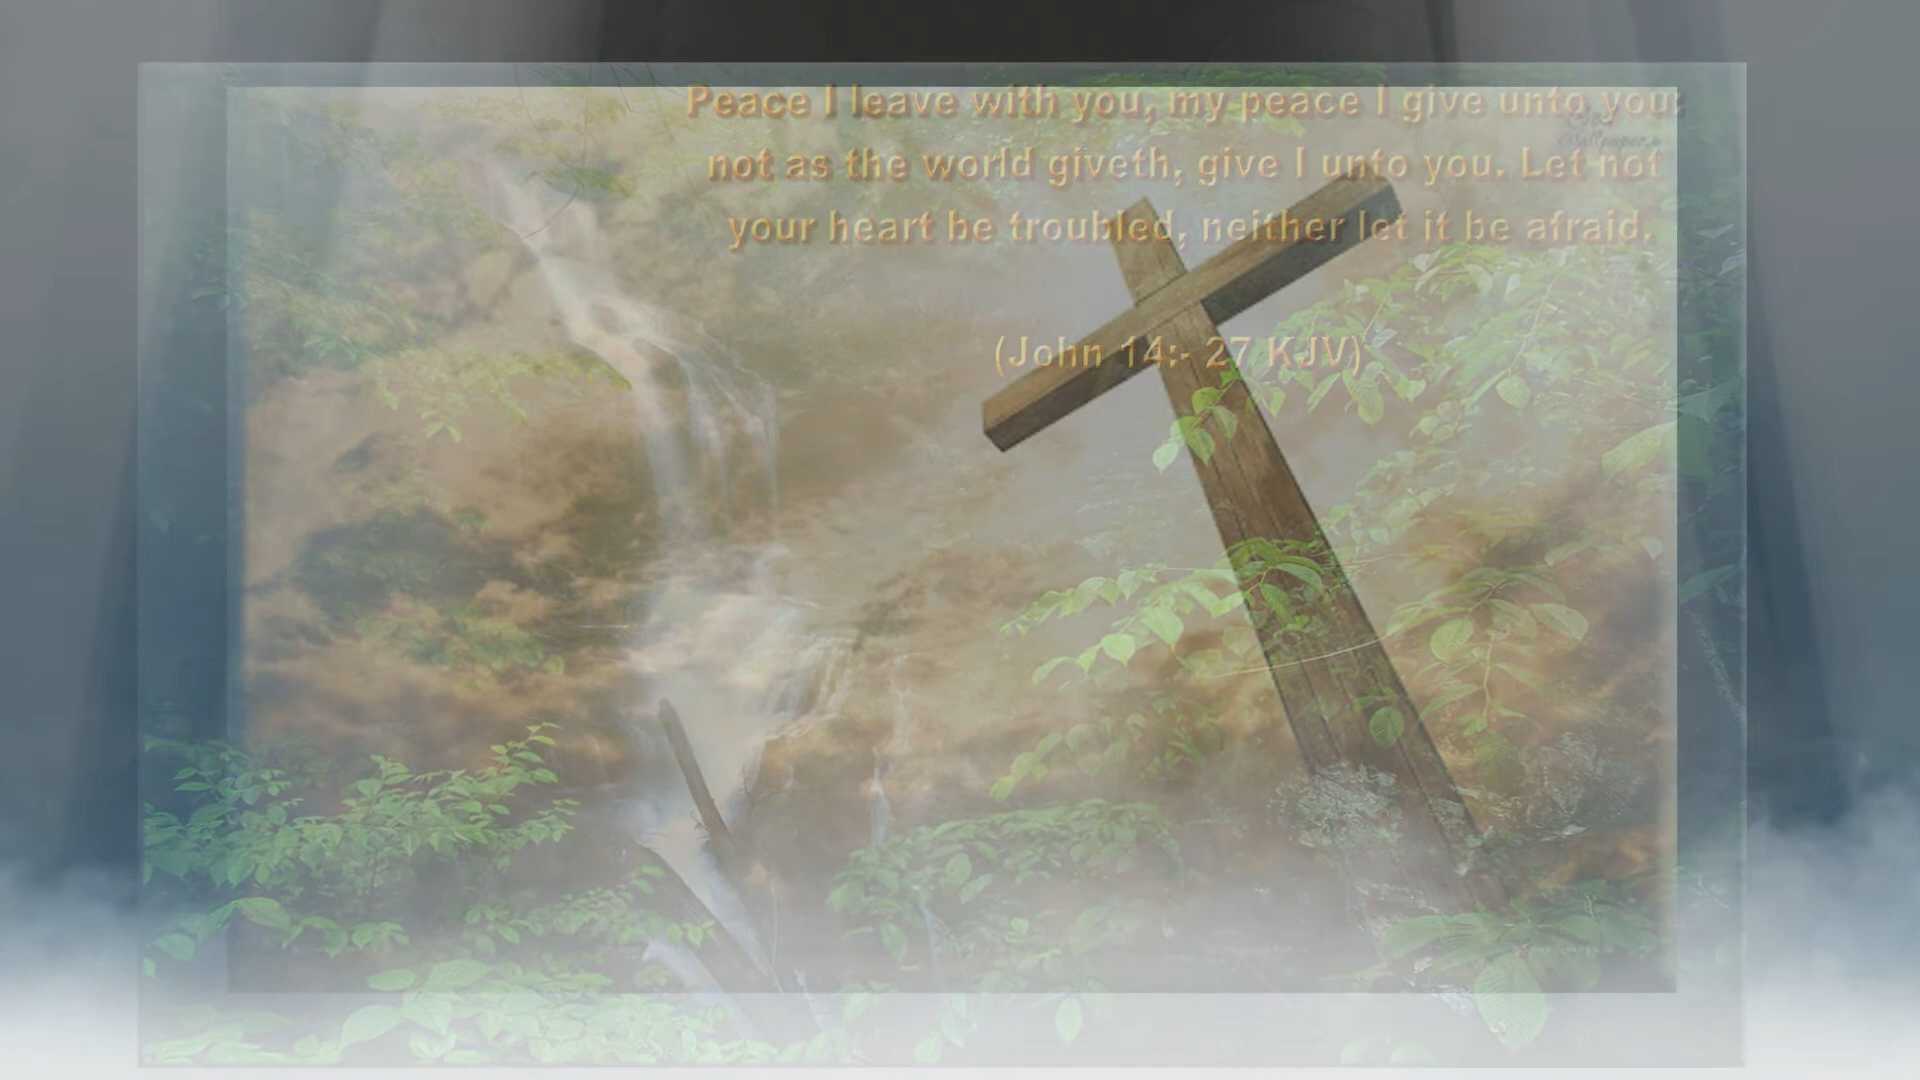 Peace I leave with you, my peace I give unto you:
not as the world giveth, give I unto you. Let not
your heart be troubled, neither let it be afraid.
(John 14:- 27 KJV)